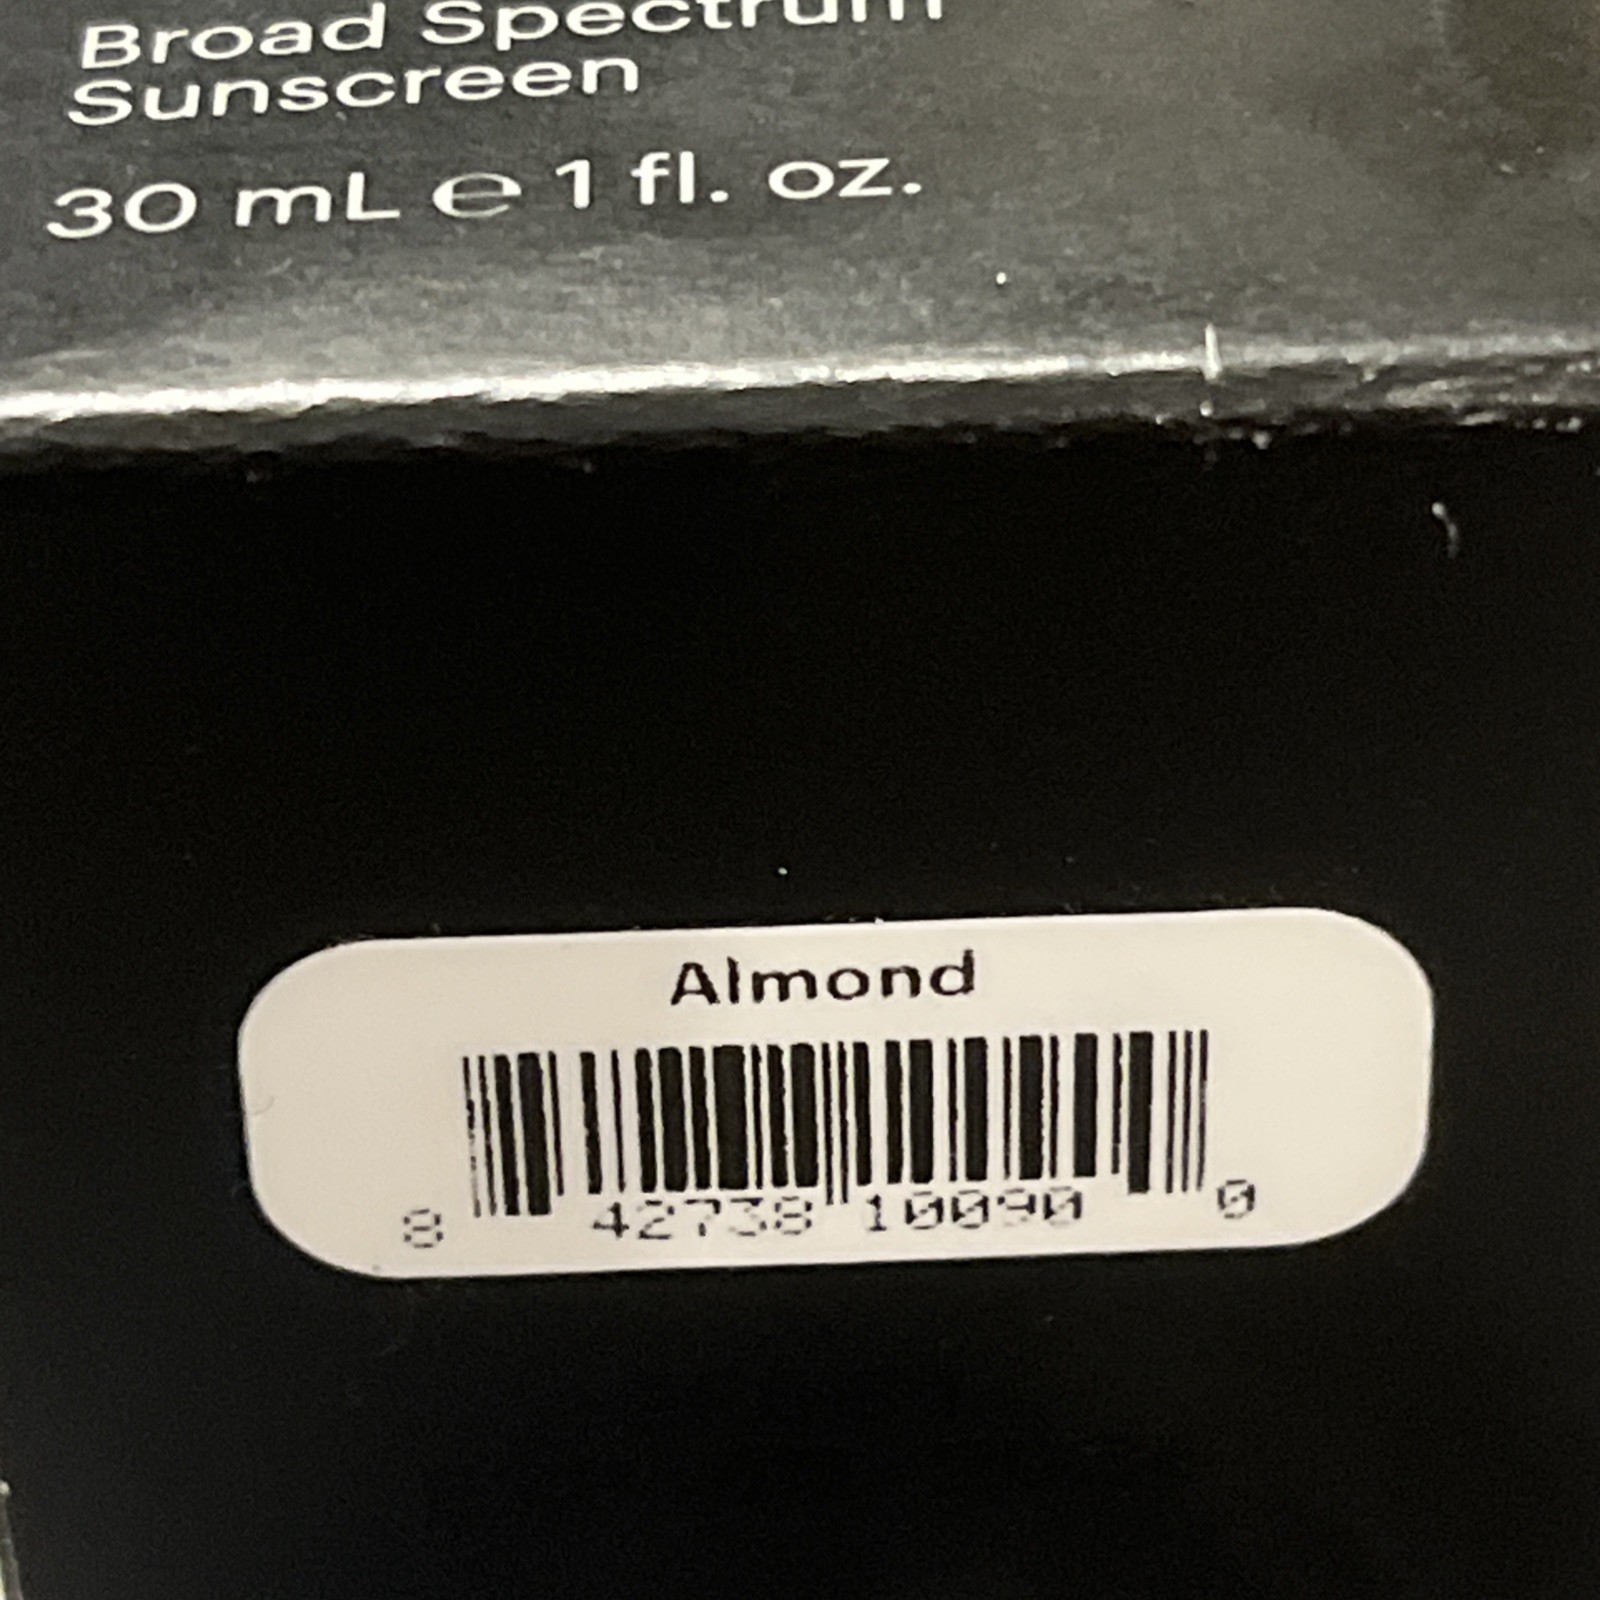 Broad Spectrum
Sunscreen
30 mL ℮ 1 fl. oz.
Almond
8 42738 10090 0